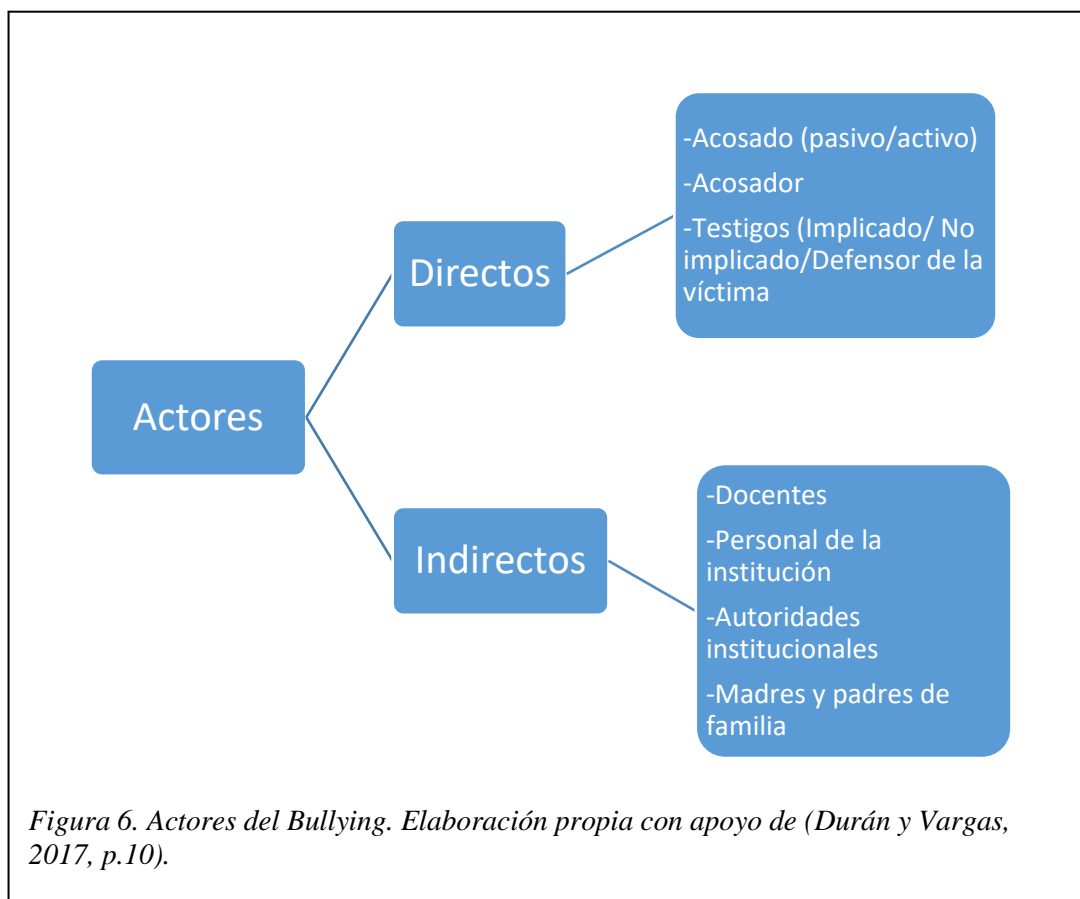 Actores
Directos
-Acosado (pasivo/activo)
-Acosador
-Testigos (Implicado/ No
implicado/Defensor de la
víctima
Indirectos
-Docentes
-Personal de la
institución
-Autoridades
institucionales
-Madres y padres de
familia
Figura 6. Actores del Bullying. Elaboración propia con apoyo de (Durán y Vargas,
2017, p.10).